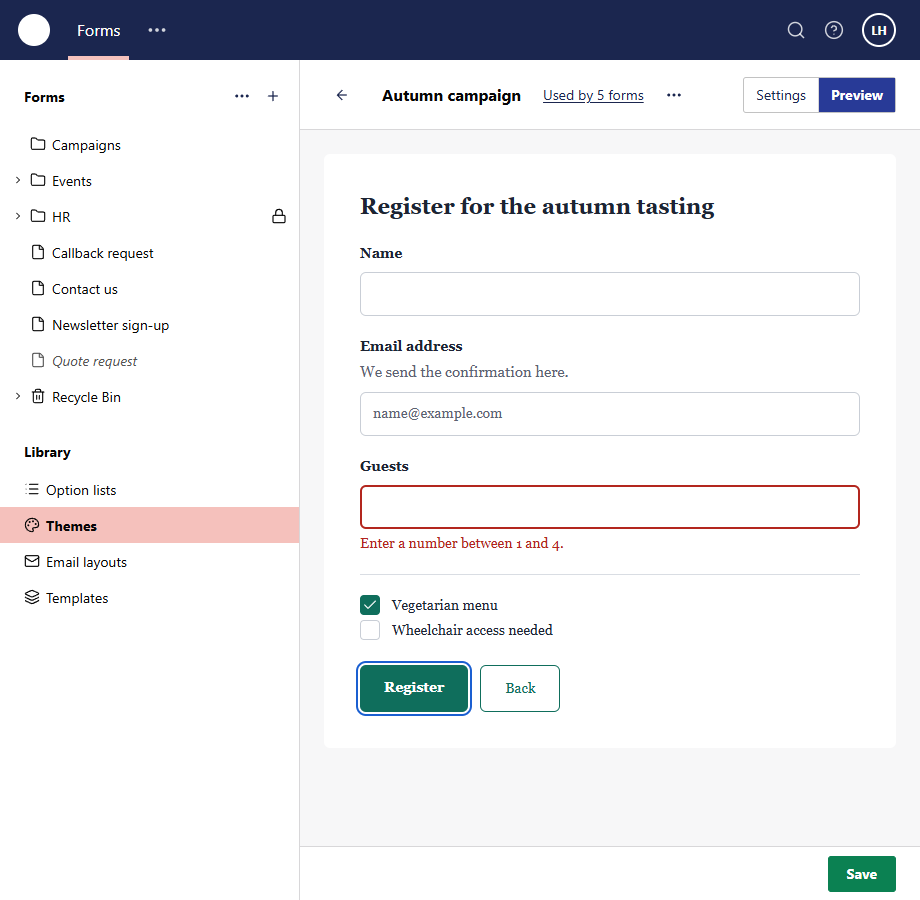 Forms
LH
Forms
Campaigns
Events
HR
Callback request
Contact us
Newsletter sign-up
Quote request
Recycle Bin
Library
Option lists
Themes
Email layouts
Templates
Autumn campaign
Used by 5 forms
Settings
Preview
Register for the autumn tasting
Name
Email address
We send the confirmation here.
name@example.com
Guests
Enter a number between 1 and 4.
Vegetarian menu
Wheelchair access needed
Register
Back
Save